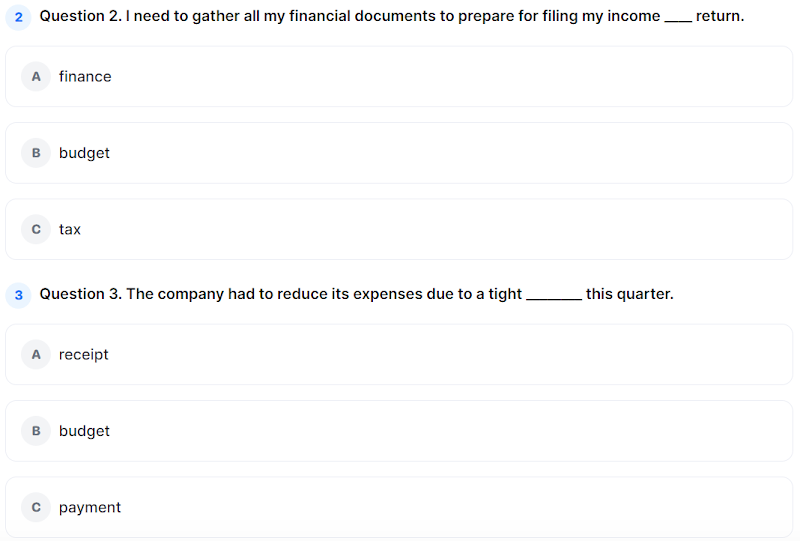 2 Question 2. I need to gather all my financial documents to prepare for filing my income ____ return.
A finance
B budget
C tax
3 Question 3. The company had to reduce its expenses due to a tight ________ this quarter.
A receipt
B budget
C payment